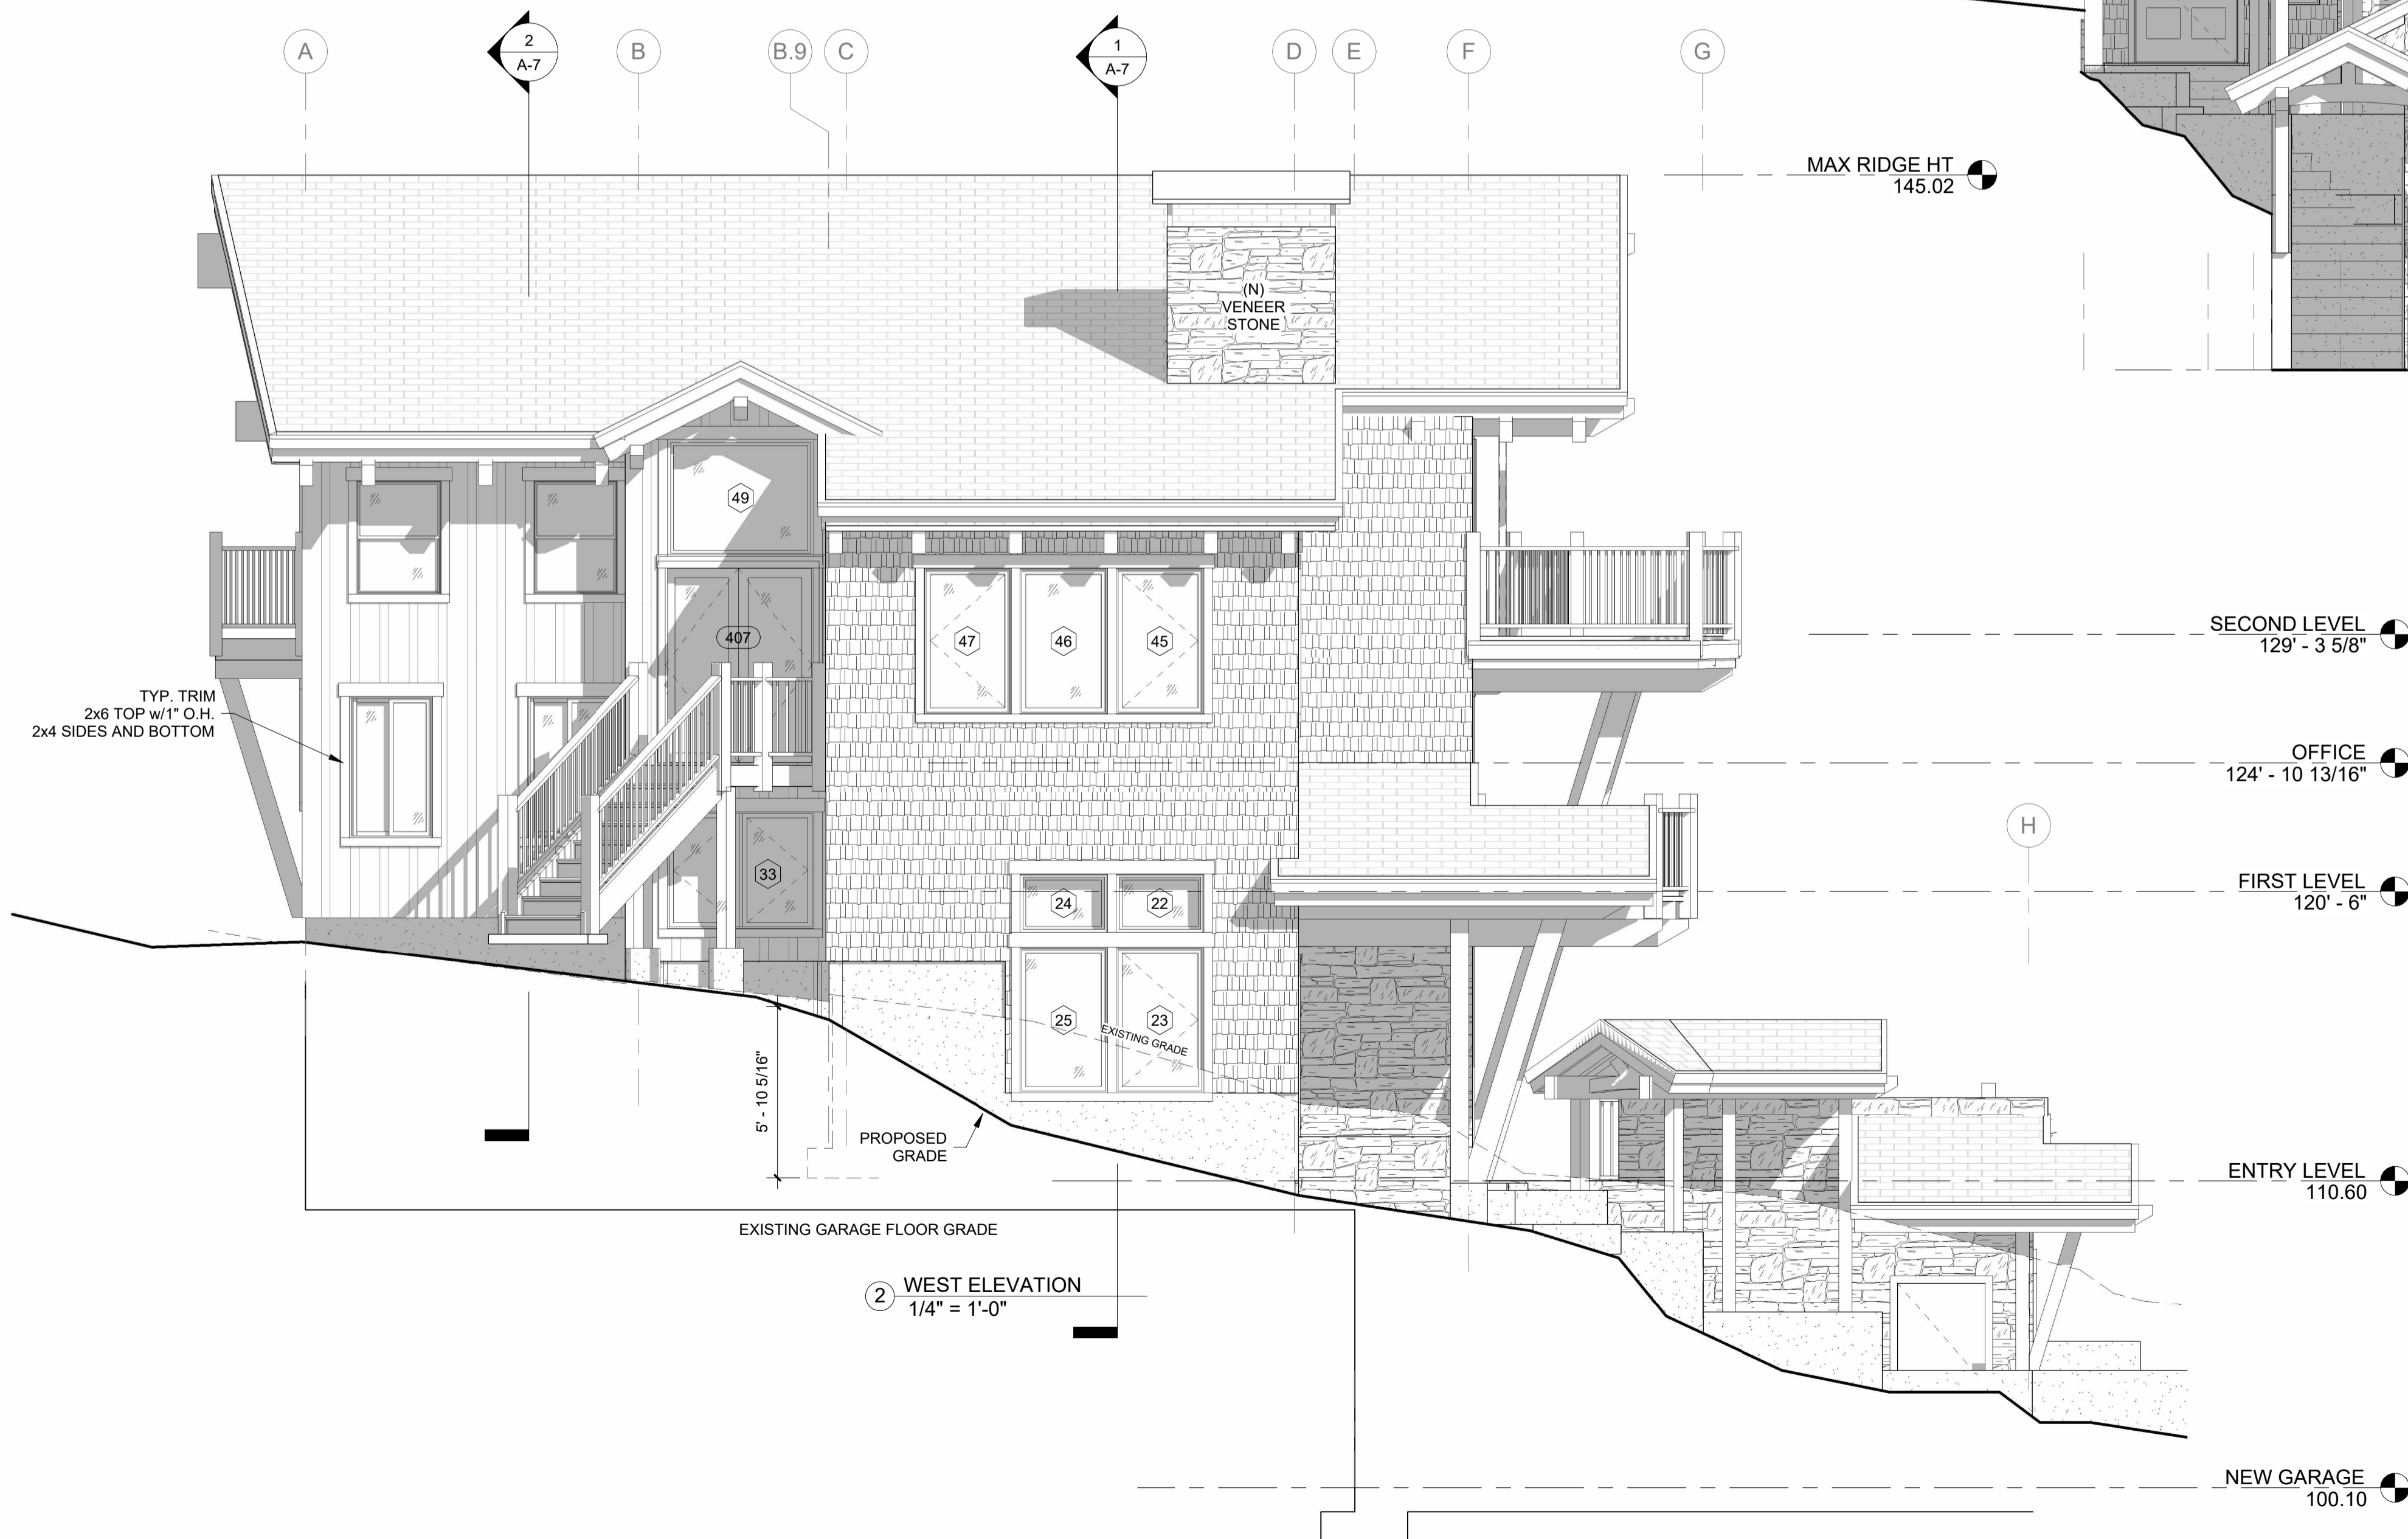 A
2
A-7
B
B.9
C
1
A-7
D
E
F
G
MAX RIDGE HT
145.02
(N)
VENEER
STONE
49
407
47
46
45
SECOND LEVEL
129' - 3 5/8"
TYP. TRIM
2x6 TOP w/1" O.H.
2x4 SIDES AND BOTTOM
OFFICE
124' - 10 13/16"
H
33
24
22
FIRST LEVEL
120' - 6"
25
23
EXISTING GRADE
5' - 10 5/16"
PROPOSED
GRADE
ENTRY LEVEL
110.60
EXISTING GARAGE FLOOR GRADE
2
WEST ELEVATION
1/4" = 1'-0"
NEW GARAGE
100.10